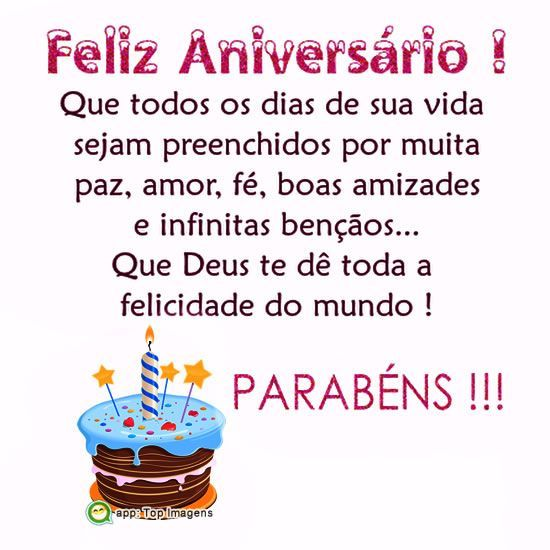 Feliz Aniversário !
Que todos os dias de sua vida
sejam preenchidos por muita
paz, amor, fé, boas amizades
e infinitas bençãos...
Que Deus te dê toda a
felicidade do mundo !
PARABÉNS !!!
app: Top Imagens